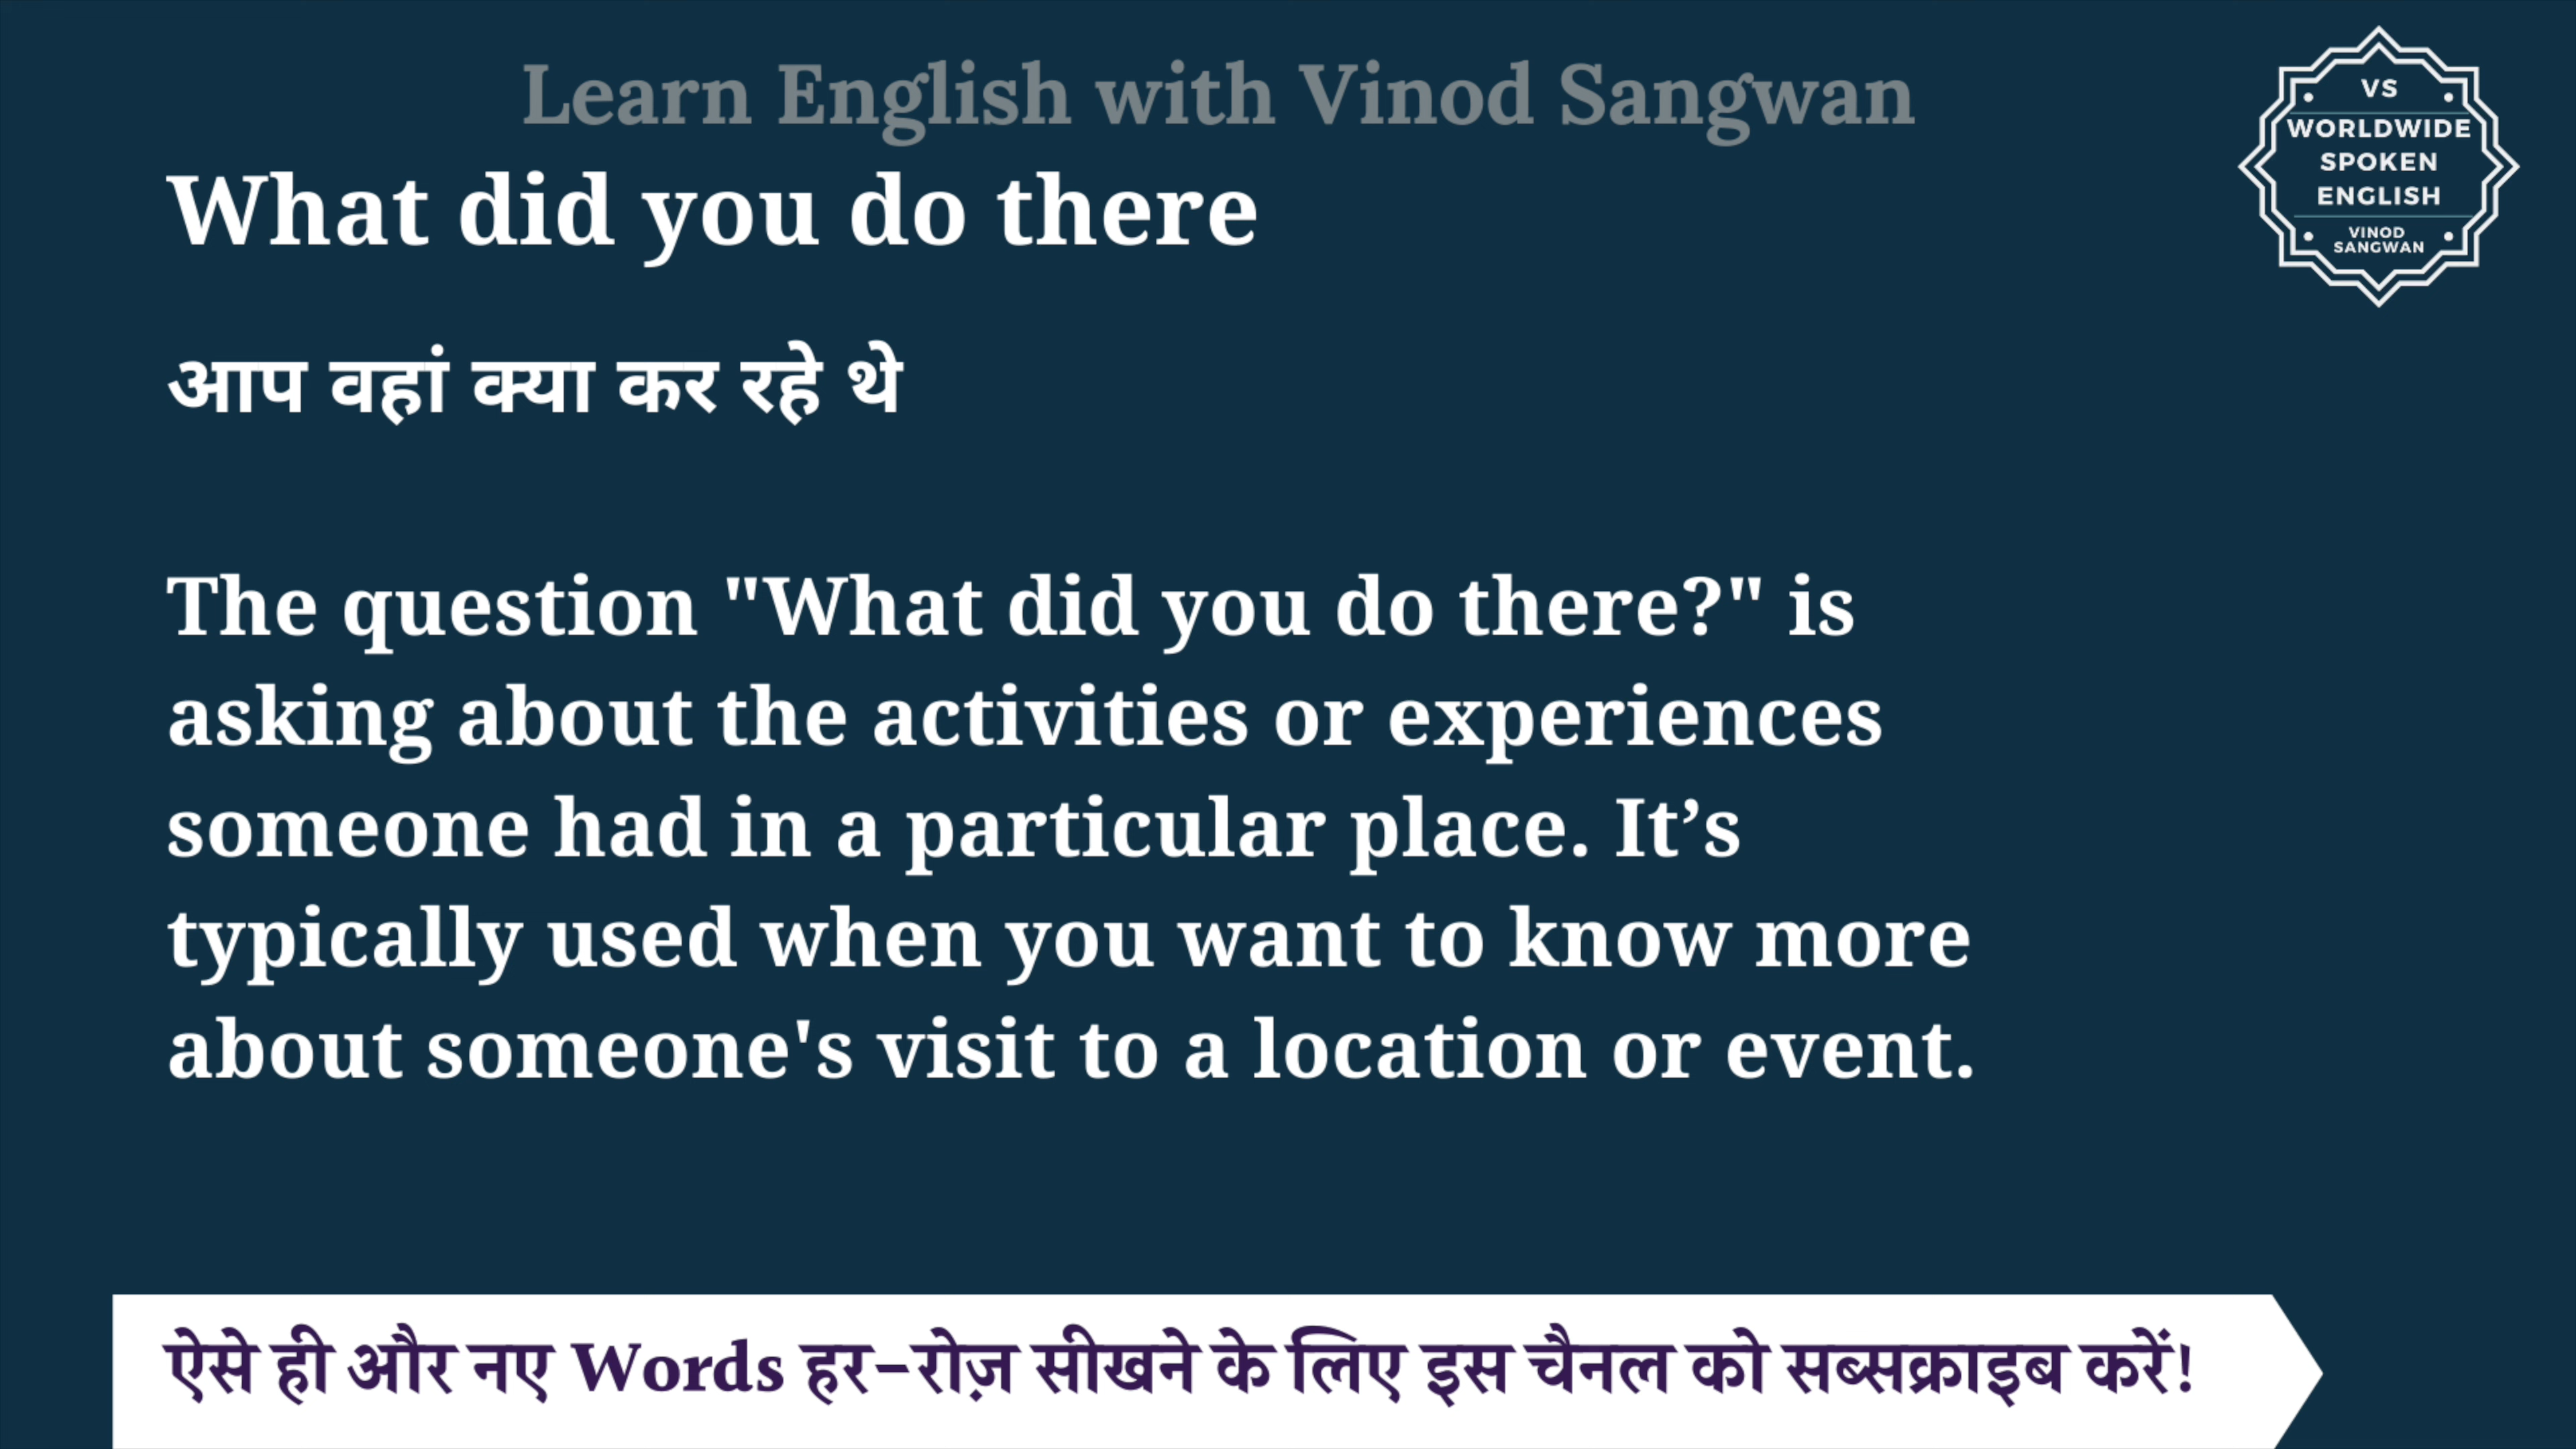 Learn English with Vinod Sangwan
VS
WORLDWIDE
SPOKEN
ENGLISH
VINOD
SANGWAN
What did you do there
आप वहां क्या कर रहे थे
The question "What did you do there?" is
asking about the activities or experiences
someone had in a particular place. It’s
typically used when you want to know more
about someone's visit to a location or event.
ऐसे ही और नए Words हर-रोज़ सीखने के लिए इस चैनल को सब्सक्राइब करें!